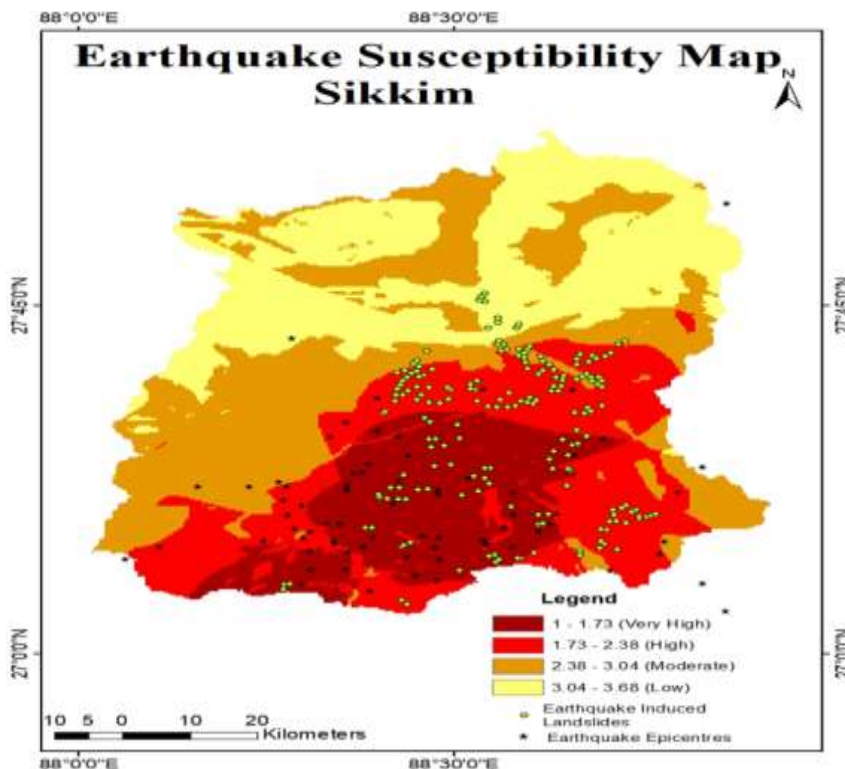 88°0'0"E 88°30'0"E
Earthquake Susceptibility Map
Sikkim
N
27°45'0"N 27°45'0"N
Legend
1 - 1.73 (Very High)
1.73 - 2.38 (High)
27°0'0"N 27°0'0"N
2.38 - 3.04 (Moderate)
3.04 - 3.68 (Low)
Earthquake Induced
Landslides
Earthquake Epicentres
10 5 0 10 20
Kilometers
88°0'0"E 88°30'0"E